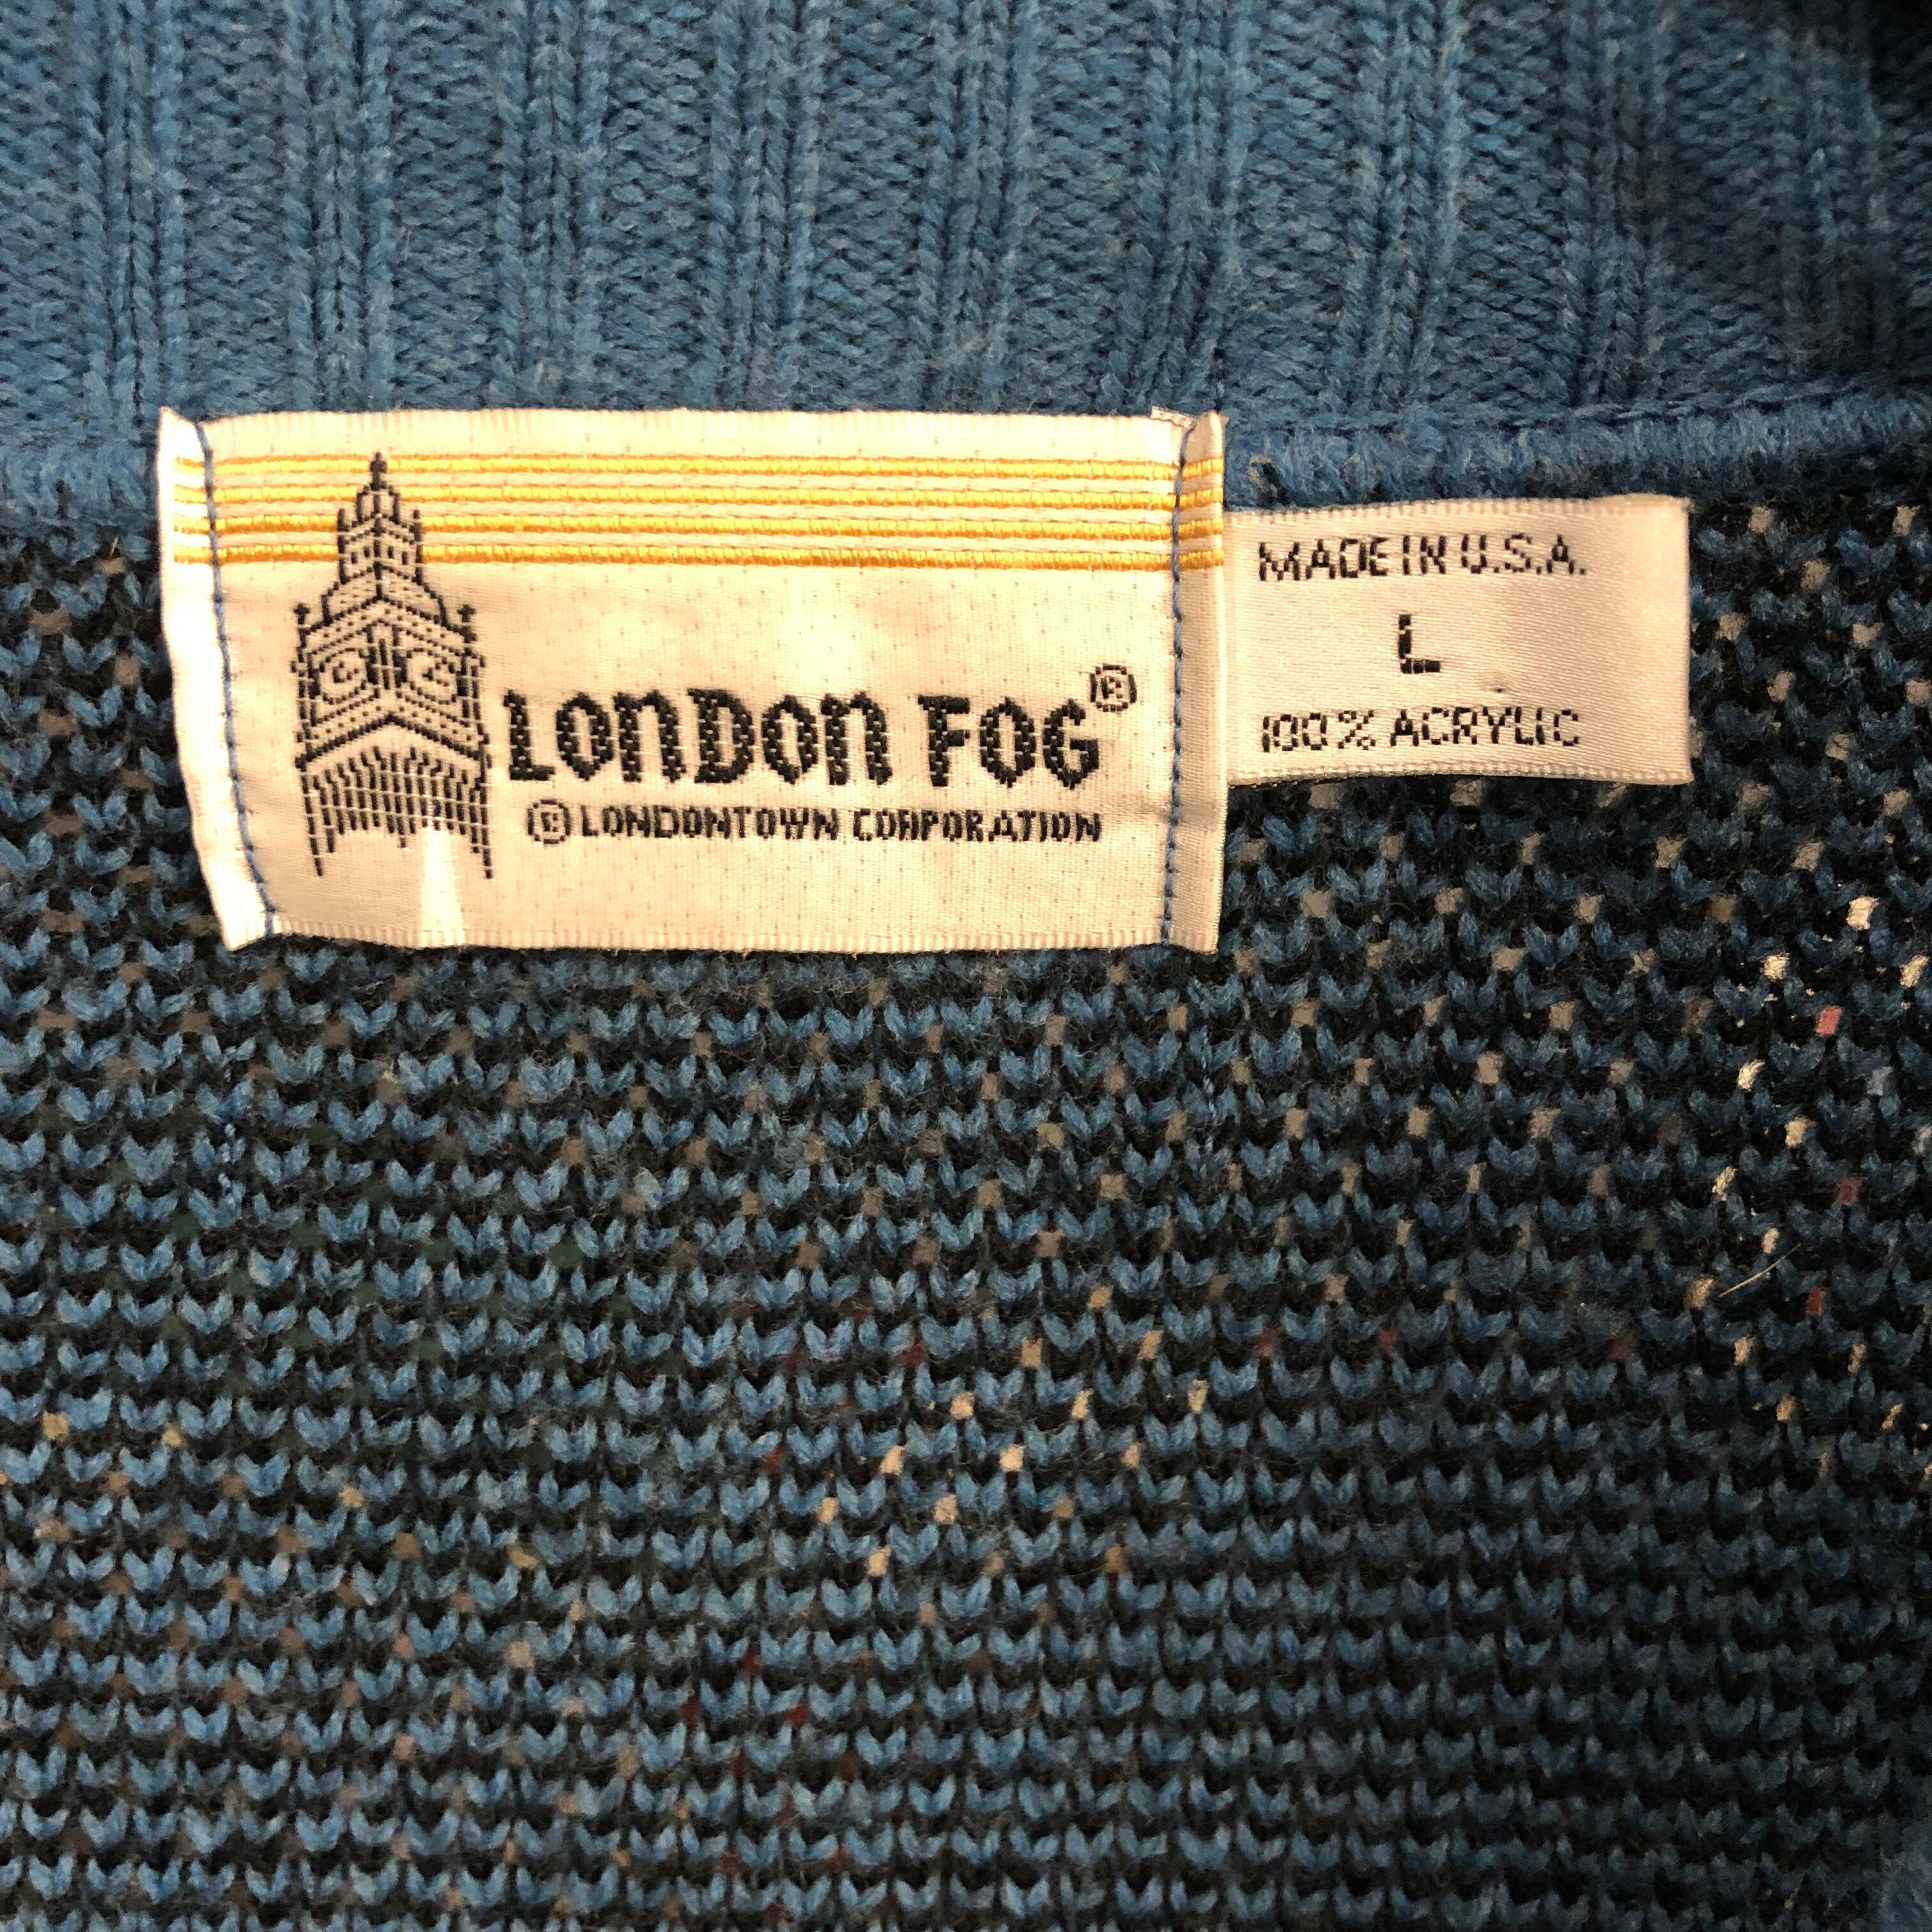 LONDON FOG®
® LONDONTOWN CORPORATION
MADE IN U.S.A.
L
100% ACRYLIC